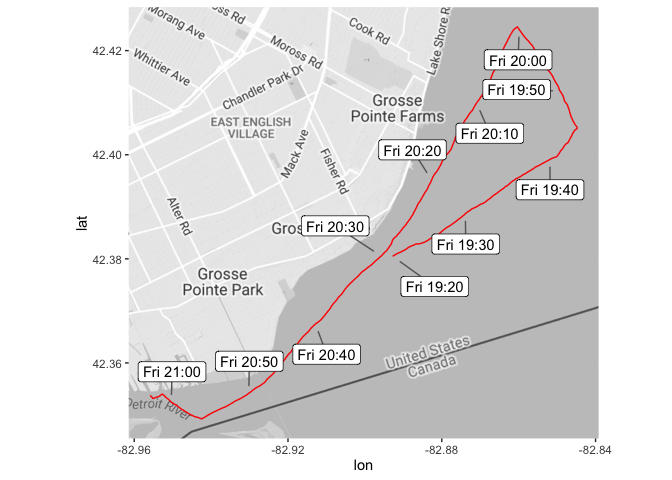 Morang Ave
ss Rd
Cook Rd
Moross Rd
Lake Shore R
Whittier Ave
Chandler Park Dr
Grosse
Pointe Farms
EAST ENGLISH
VILLAGE
Mack Ave
Fisher Rd
Alter Rd
Gros
Grosse
Pointe Park
United States
Canada
Detroit River
Fri 20:00
Fri 19:50
Fri 20:10
Fri 20:20
Fri 19:40
Fri 20:30
Fri 19:30
Fri 19:20
Fri 20:40
Fri 20:50
Fri 21:00
42.42
42.40
42.38
42.36
lat
-82.96
-82.92
-82.88
-82.84
lon